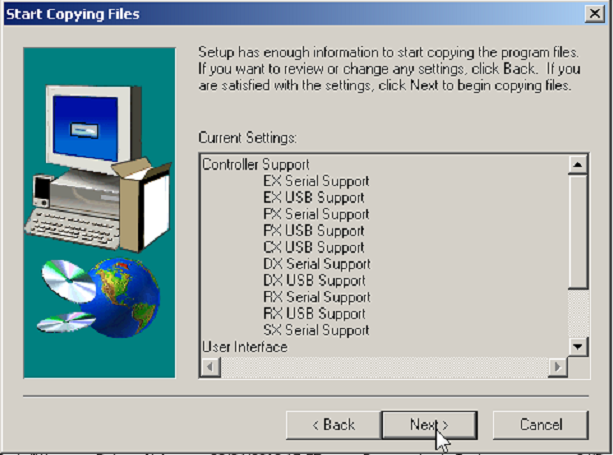 Start Copying Files
Setup has enough information to start copying the program files.
If you want to review or change any settings, click Back. If you
are satisfied with the settings, click Next to begin copying files.
Current Settings:
Controller Support
EX Serial Support
EX USB Support
PX Serial Support
PX USB Support
CX USB Support
DX Serial Support
DX USB Support
RX Serial Support
RX USB Support
SX Serial Support
User Interface
< Back
Next >
Cancel